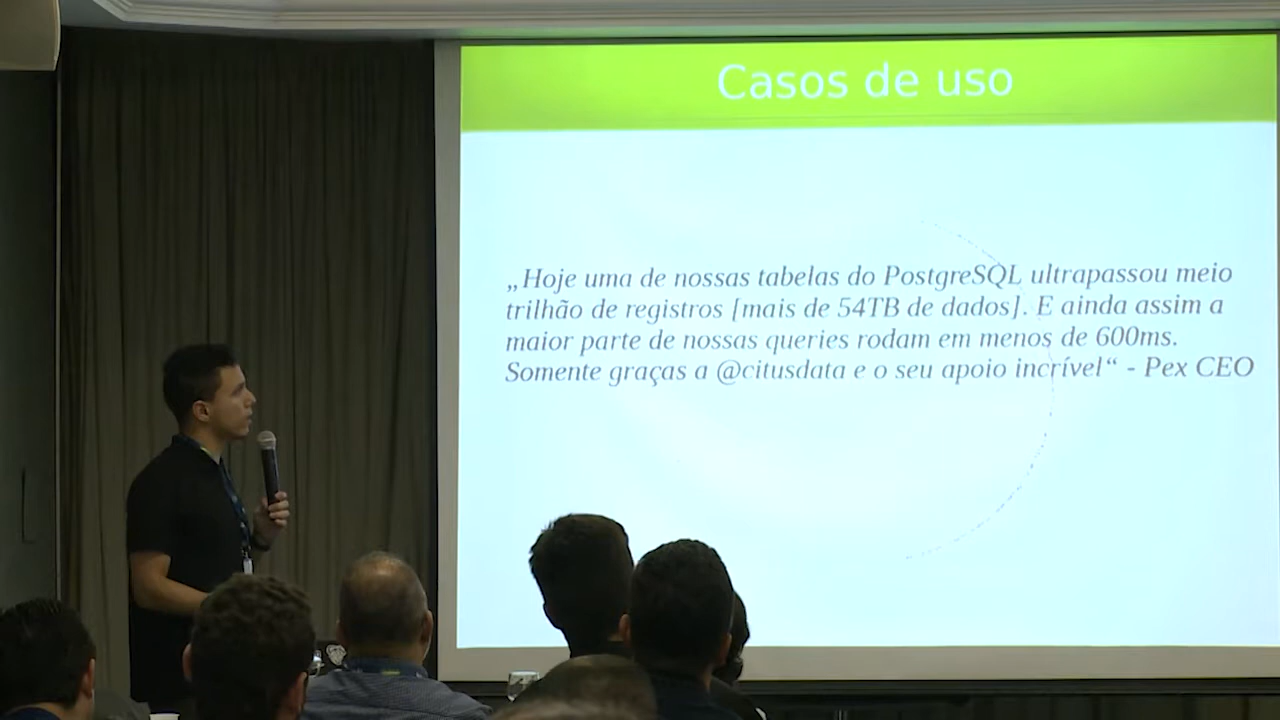 Casos de uso
„Hoje uma de nossas tabelas do PostgreSQL ultrapassou meio
trilhão de registros [mais de 54TB de dados]. E ainda assim a
maior parte de nossas queries rodam em menos de 600ms.
Somente graças a @citusdata e o seu apoio incrível“ - Pex CEO